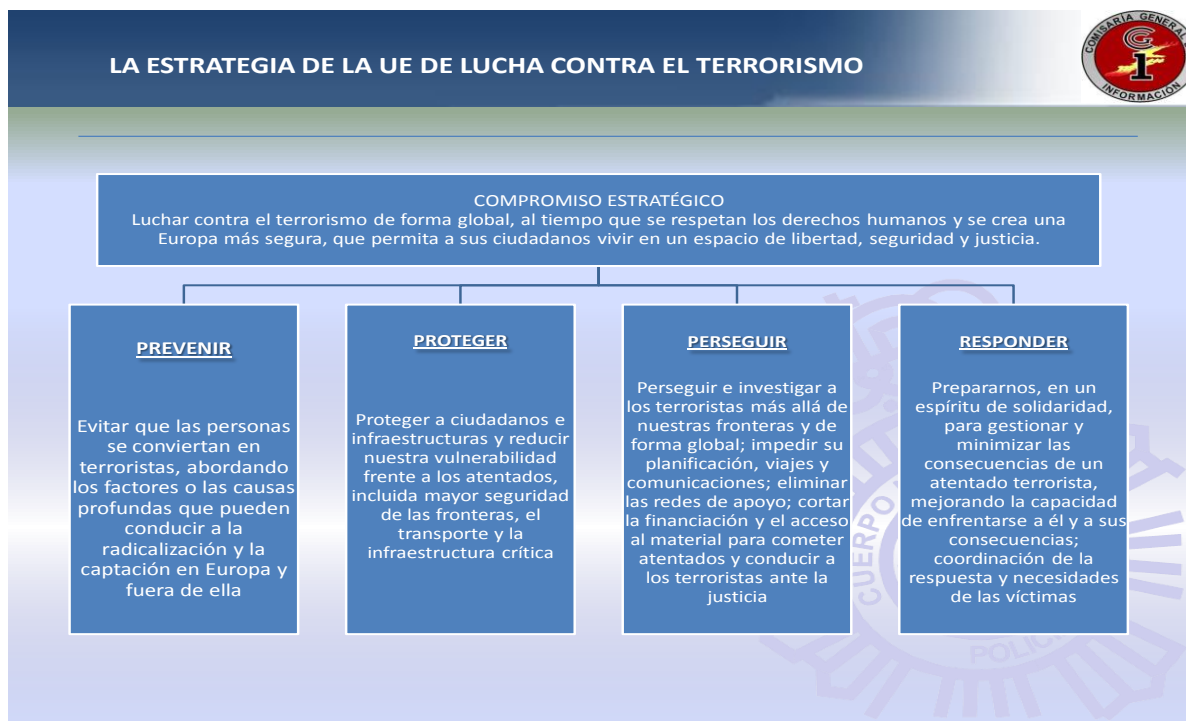 LA ESTRATEGIA DE LA UE DE LUCHA CONTRA EL TERRORISMO
COMISARÍA GENERAL
CGI
INFORMACIÓN
COMPROMISO ESTRATÉGICO
Luchar contra el terrorismo de forma global, al tiempo que se respetan los derechos humanos y se crea una
Europa más segura, que permita a sus ciudadanos vivir en un espacio de libertad, seguridad y justicia.
PREVENIR
Evitar que las personas
se conviertan en
terroristas, abordando
los factores o las causas
profundas que pueden
conducir a la
radicalización y la
captación en Europa y
fuera de ella
PROTEGER
Proteger a ciudadanos e
infraestructuras y reducir
nuestra vulnerabilidad
frente a los atentados,
incluida mayor seguridad
de las fronteras, el
transporte y la
infraestructura crítica
PERSEGUIR
Perseguir e investigar a
los terroristas más allá de
nuestras fronteras y de
forma global; impedir su
planificación, viajes y
comunicaciones; eliminar
las redes de apoyo; cortar
la financiación y el acceso
al material para cometer
atentados y conducir a
los terroristas ante la
justicia
RESPONDER
Prepararnos, en un
espíritu de solidaridad,
para gestionar y
minimizar las
consecuencias de un
atentado terrorista,
mejorando la capacidad
de enfrentarse a él y a sus
consecuencias;
coordinación de la
respuesta y necesidades
de las víctimas
CUERPO